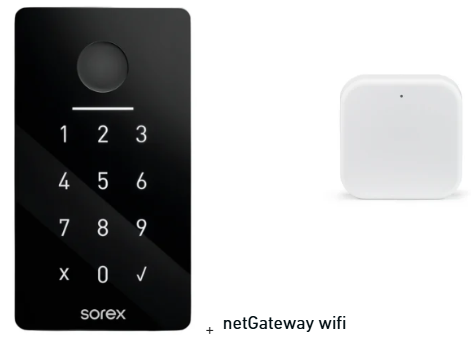 1 2 3
4 5 6
7 8 9
x 0 ✓
sorex
+ netGateway wifi